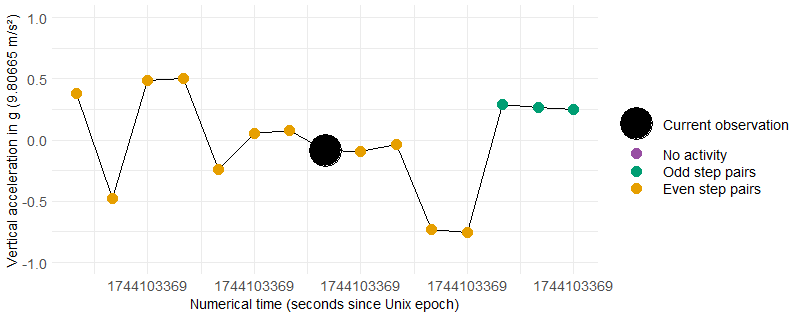 Vertical acceleration in g (9.80665 m/s²)
1.0
0.5
0.0
-0.5
-1.0
1744103369 1744103369 1744103369 1744103369 1744103369
Numerical time (seconds since Unix epoch)
Current observation
No activity
Odd step pairs
Even step pairs